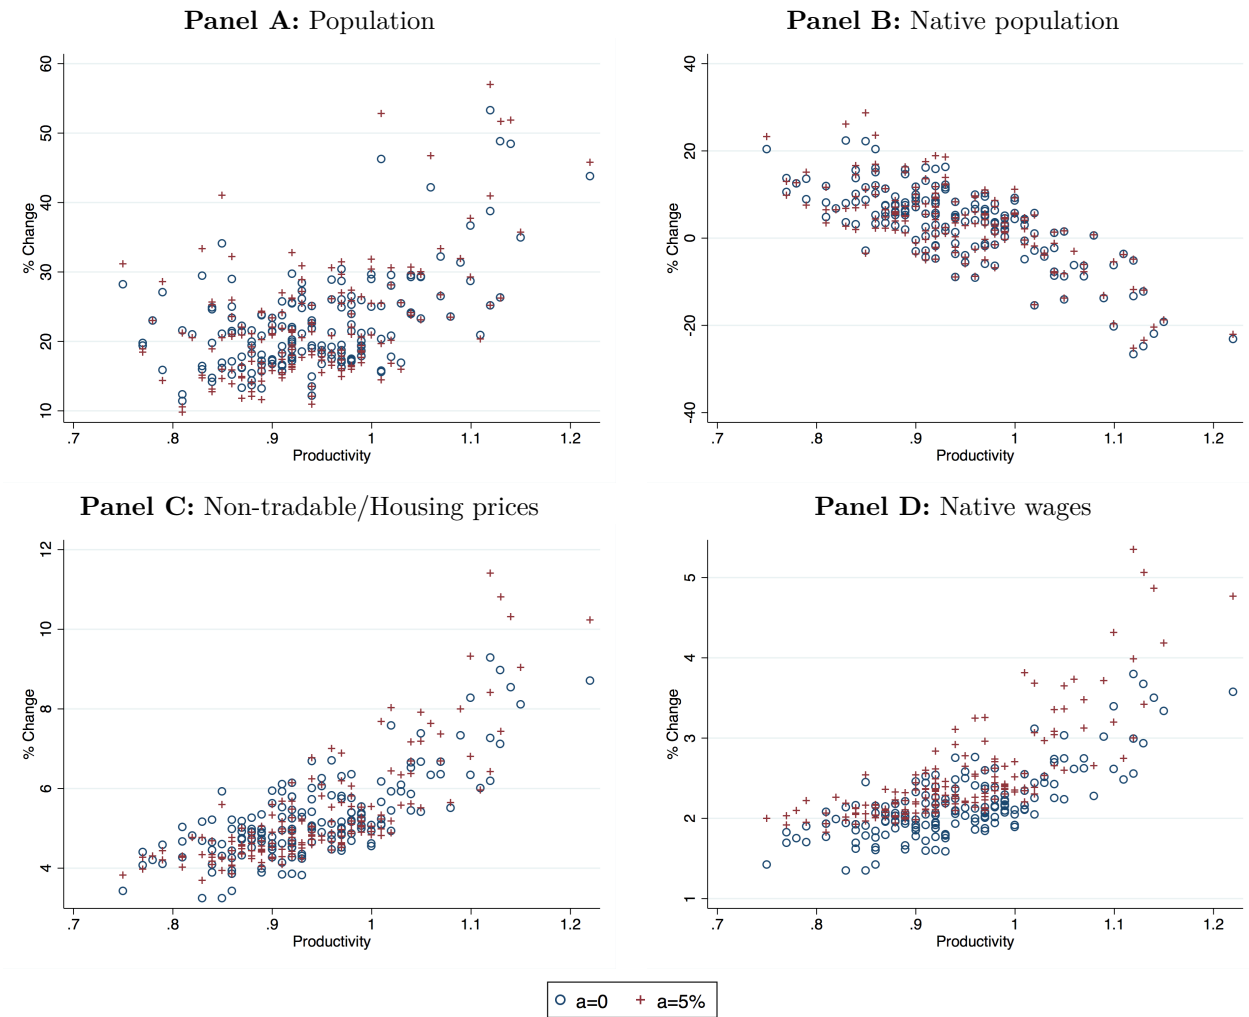 Panel A: Population
% Change
60
50
40
30
20
10
.7 .8 .9 1 1.1 1.2
Productivity
Panel B: Native population
% Change
40
20
0
-20
-40
.7 .8 .9 1 1.1 1.2
Productivity
Panel C: Non-tradable/Housing prices
% Change
12
10
8
6
4
.7 .8 .9 1 1.1 1.2
Productivity
Panel D: Native wages
% Change
5
4
3
2
1
.7 .8 .9 1 1.1 1.2
Productivity
a=0 a=5%